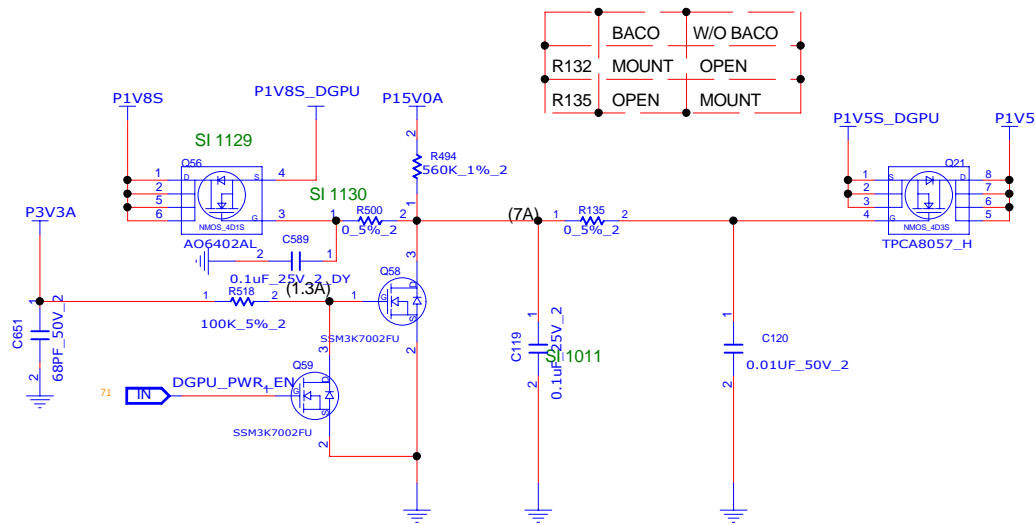 BACO W/O BACO
R132 MOUNT OPEN
R135 OPEN MOUNT
P1V8S
P1V8S_DGPU
P15V0A
P1V5S_DGPU
P1V5
SI 1129
Q56
1
2
5
6
D
S
G
4
3
NMOS_4D1S
AO6402AL
SI 1130
1
R500
2
0_5%_2
2
R494
560K_1%_2
1
(7A)
R135
1
2
0_5%_2
Q21
1
2
3
4
S
D
G
8
7
6
5
NMOS_4D3S
TPCA8057_H
P3V3A
2
C589
1
0.1uF_25V_2_DY
1
R518
2
(1.3A)
100K_5%_2
Q58
3
1
G
D
S
2
SSM3K7002FU
1
C651
68PF_50V_2
2
1
C119
0.1uF_25V_2
SI 1011
2
1
C120
0.01UF_50V_2
2
71
IN
DGPU_PWR_EN
1
Q59
3
G
D
S
2
SSM3K7002FU